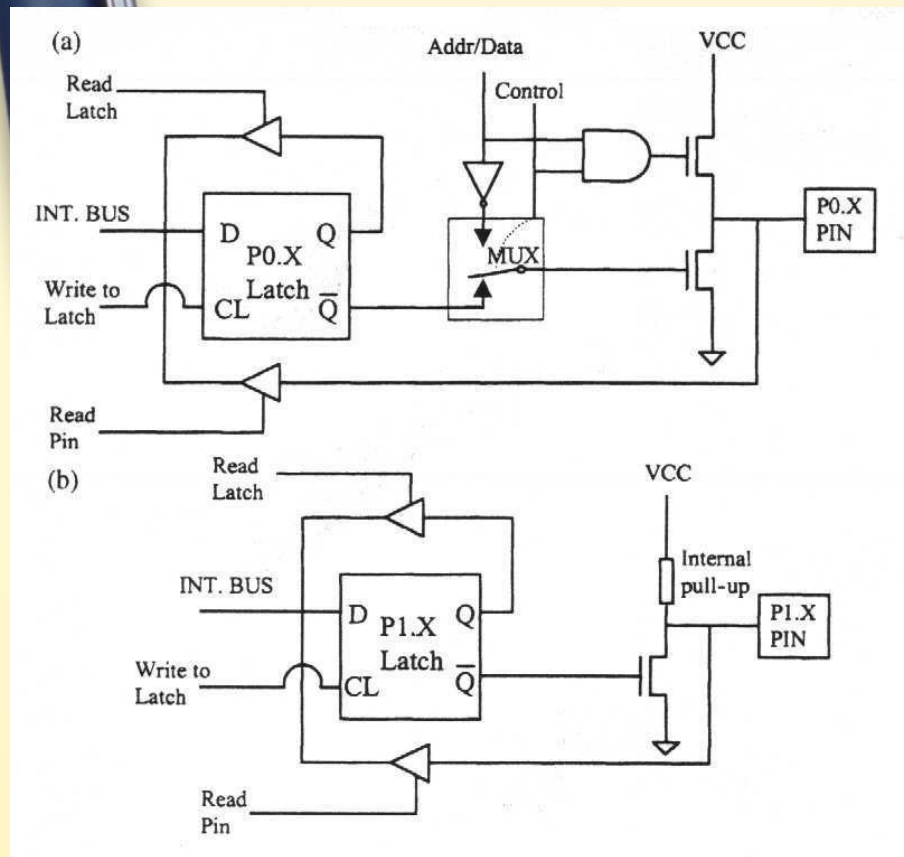 (a)
Addr/Data
VCC
Read
Latch
Control
INT. BUS
D
Q
P0.X
Latch
P0.X
PIN
MUX
Write to
Latch
CL
Q
Read
Pin
(b)
Read
Latch
VCC
Internal
pull-up
INT. BUS
D
Q
P1.X
Latch
P1.X
PIN
Write to
Latch
CL
Q
Read
Pin